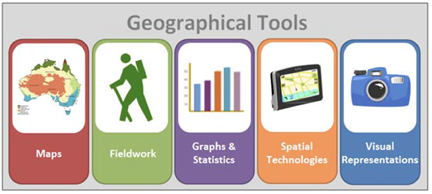 Geographical Tools
Maps
Fieldwork
Graphs &
Statistics
Spatial
Technologies
Visual
Representations